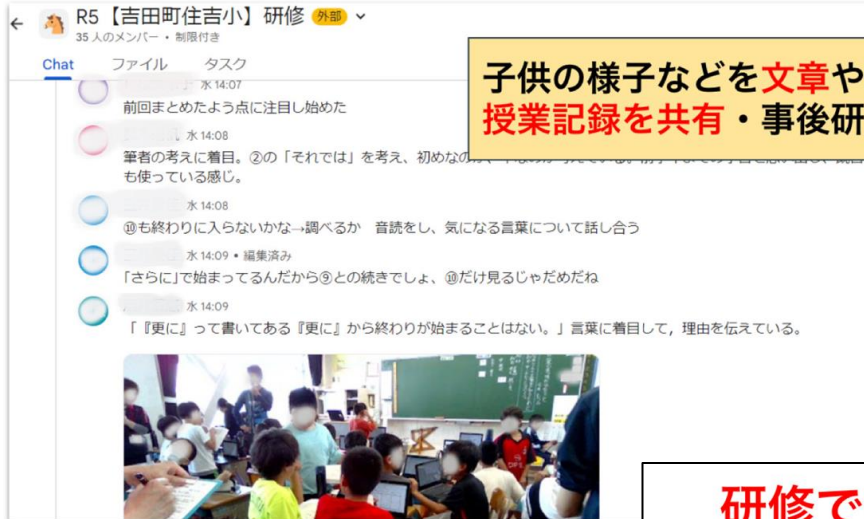 R5【吉田町住吉小】研修 外部
35 人のメンバー・制限付き
Chat ファイル タスク
子供の様子などを文章や
授業記録を共有・事後研
水 14:07
前回まとめたよう点に注目し始めた
水 14:08
筆者の考えに着目。②の「それでは」を考え、初めなの
も使っている感じ。
水 14:08
⑩も終わりに入らないかな→調べるか 音読をし、気になる言葉について話し合う
水 14:09・編集済み
「さらに」で始まってるんだから⑨との続きでしょ、⑩だけ見るじゃだめだね
水 14:09
「『更に』って書いてある『更に』から終わりが始まることはない。」言葉に着目して，理由を伝えている。
研修で